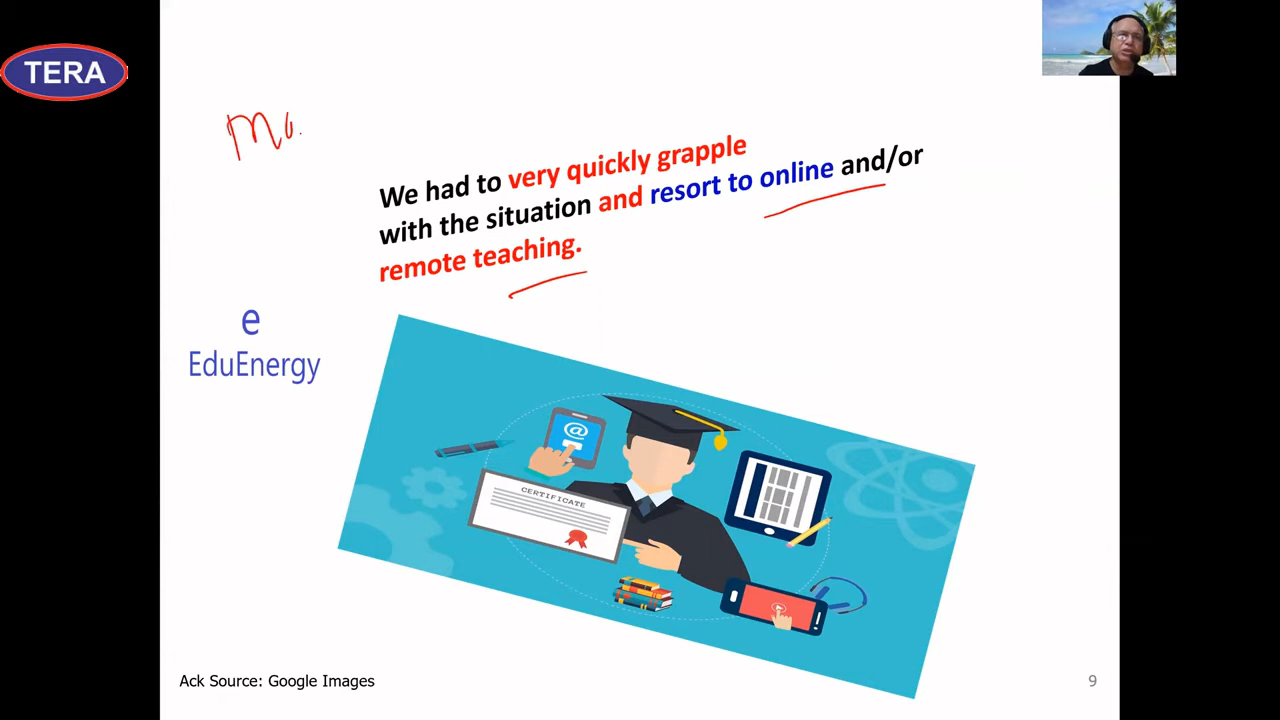 TERA
We had to very quickly grapple
with the situation and resort to online and/or
remote teaching.
e
EduEnergy
@
CERTIFICATE
Ack Source: Google Images
9